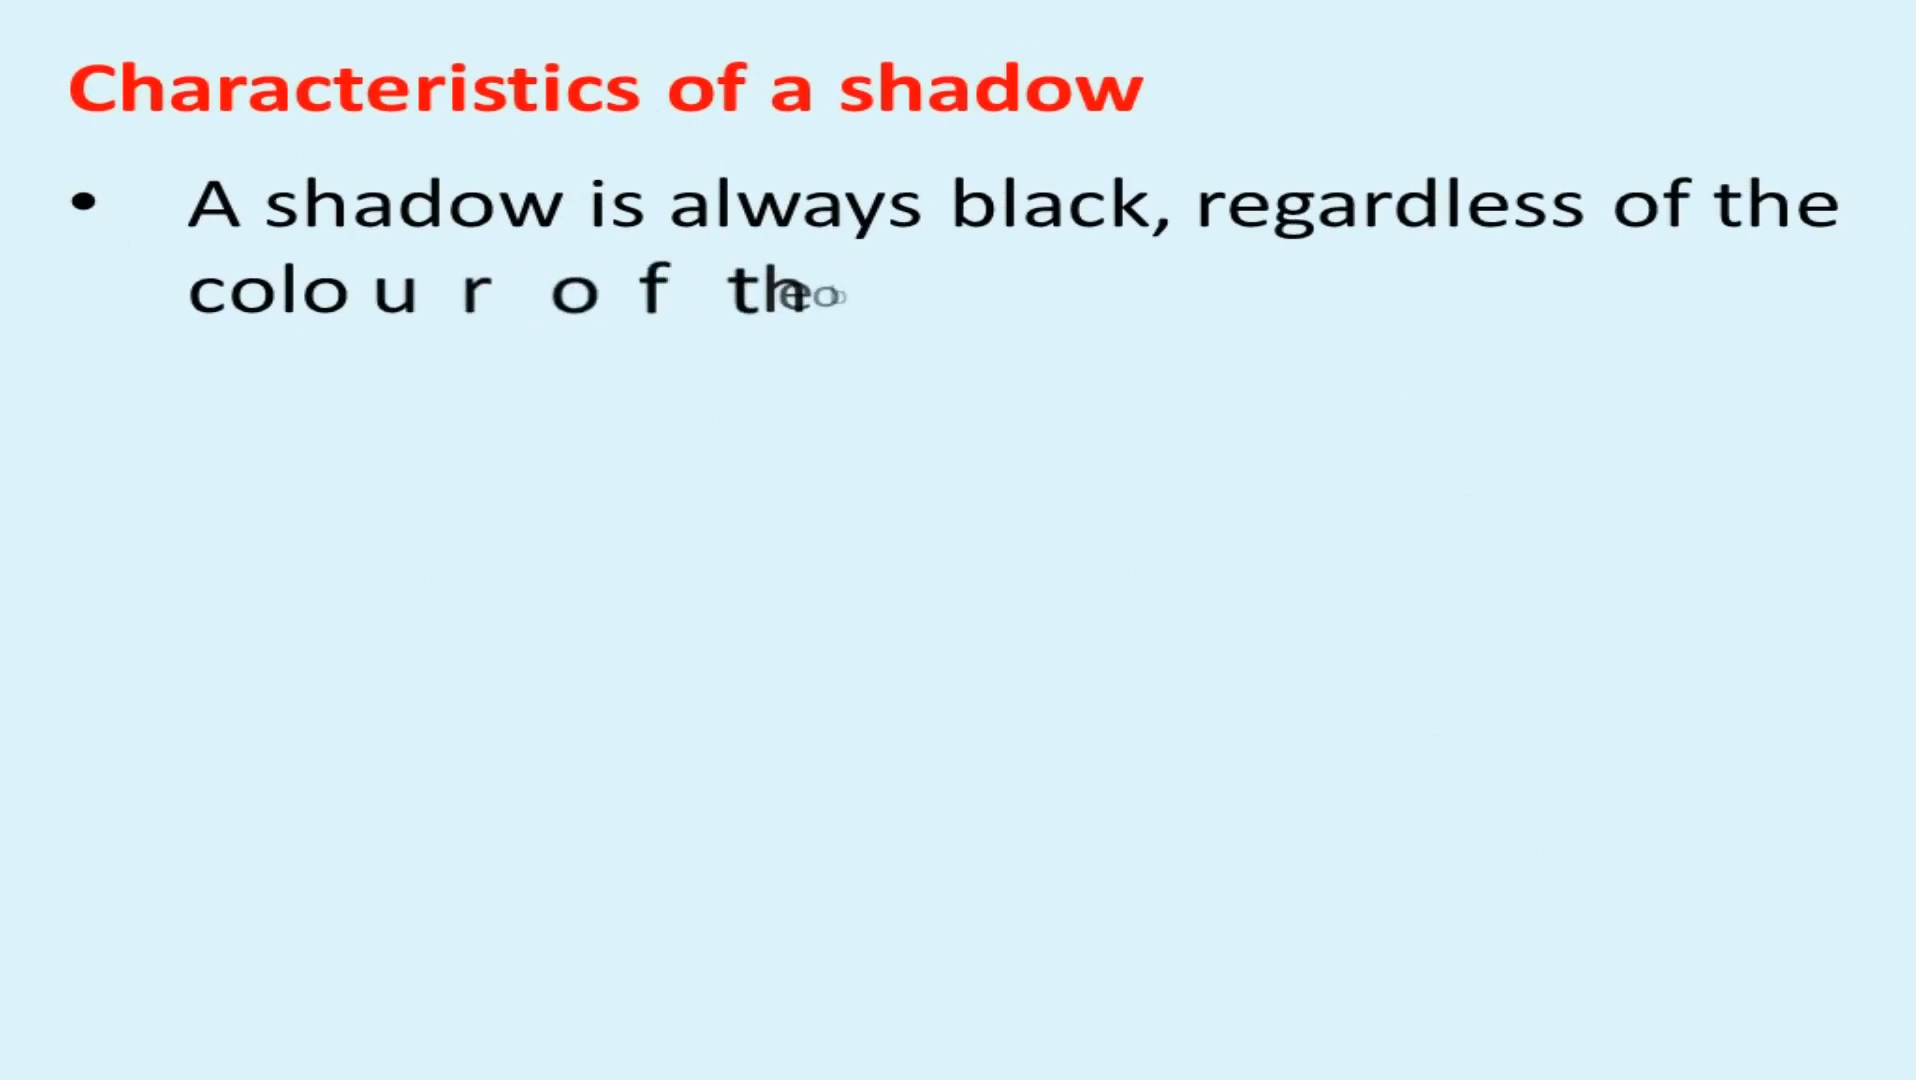 Characteristics of a shadow
• A shadow is always black, regardless of the
colour of the